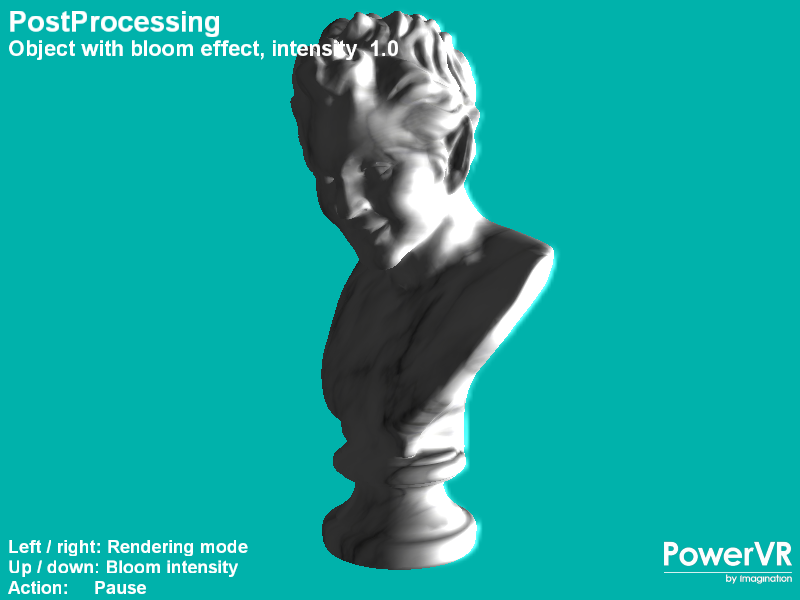 PostProcessing
Object with bloom effect, intensity 1.0
Left / right: Rendering mode
Up / down: Bloom intensity
Action: Pause
PowerVR
by Imagination